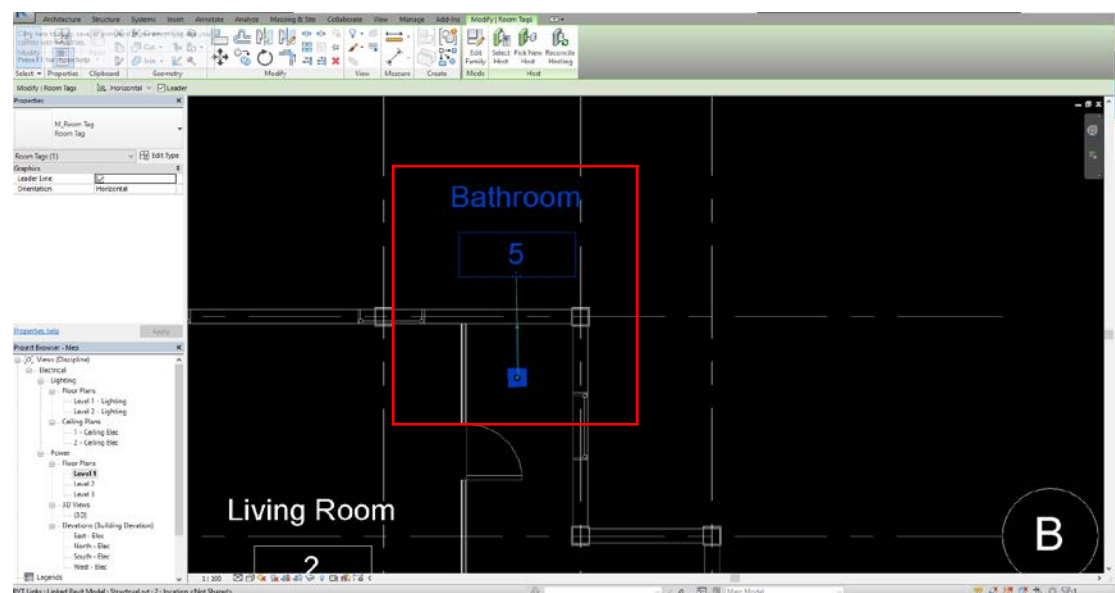 Architecture Structure Systems Insert Annotate Analyze Massing & Site Collaborate View Manage Add-Ins Modify | Room Tags
Modify
Edit Family
Select Host
Pick New Host
Reconcile Hosting
Select Properties Clipboard Geometry Modify View Measure Create Mode Host
Modify | Room Tags Horizontal Leader
Properties
M_Room Tag
Room Tag
Room Tags (1) Edit Type
Graphics
Leader Line
Orientation Horizontal
Properties help Apply
Project Browser - Mep
Views (Discipline)
Electrical
Lighting
Floor Plans
Level 1 - Lighting
Level 2 - Lighting
Ceiling Plans
1 - Ceiling Elec
2 - Ceiling Elec
Power
Floor Plans
Level 1
Level 2
Level 3
3D Views
{3D}
Elevations (Building Elevation)
East - Elec
North - Elec
South - Elec
West - Elec
Legends
Bathroom
5
Living Room
2
B
1 : 100
Main Model